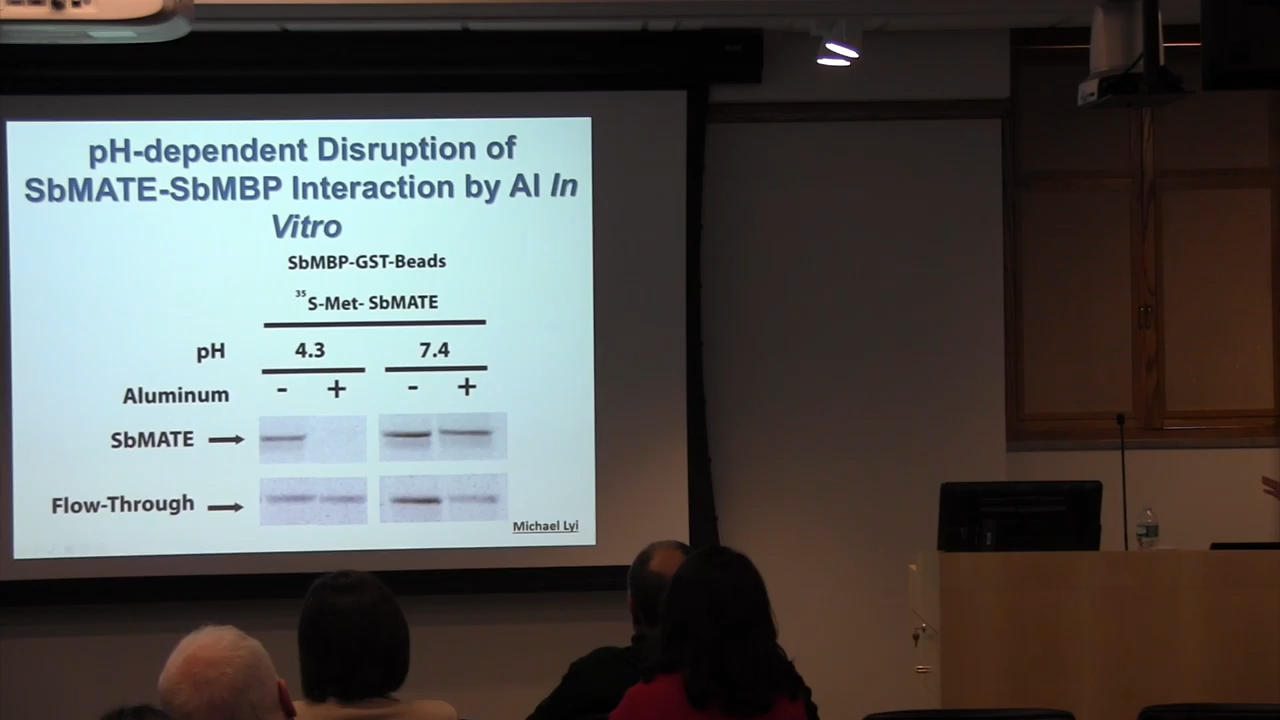 pH-dependent Disruption of
SbMATE-SbMBP Interaction by Al In
Vitro
SbMBP-GST-Beads
35S-Met- SbMATE
pH 4.3 7.4
Aluminum - + - +
SbMATE
Flow-Through
Michael Lyi